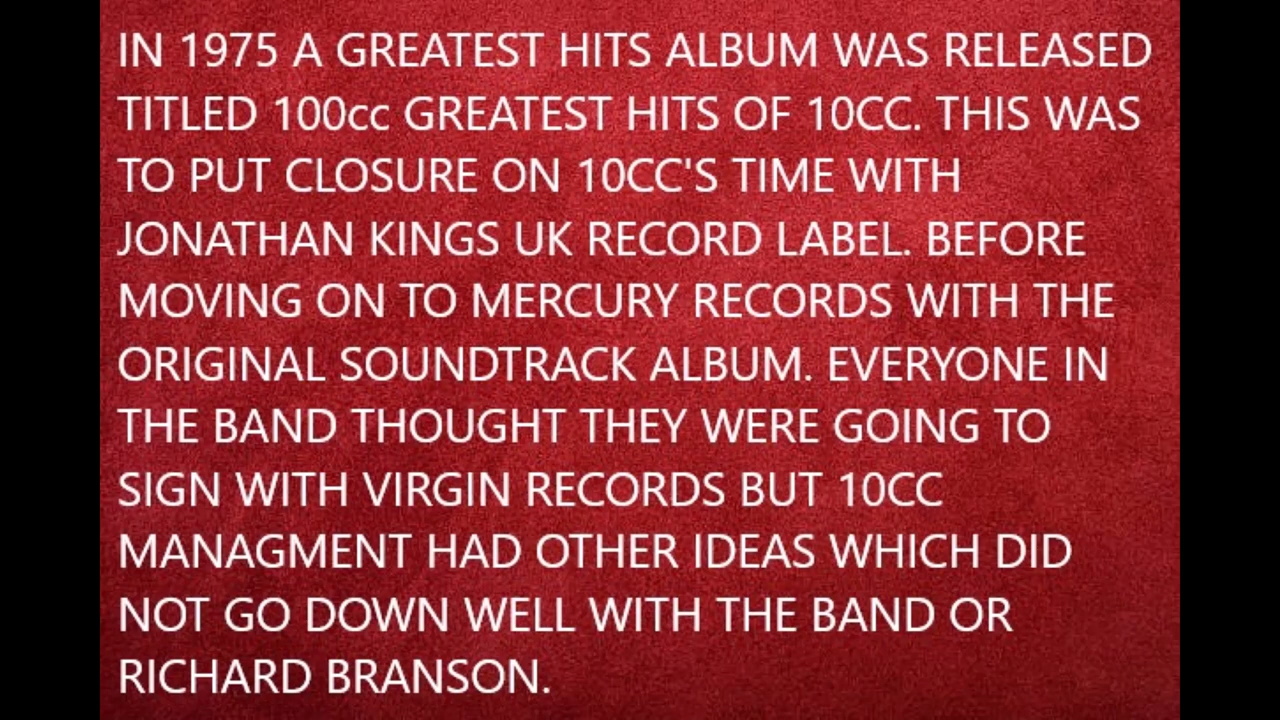 IN 1975 A GREATEST HITS ALBUM WAS RELEASED
TITLED 100cc GREATEST HITS OF 10CC. THIS WAS
TO PUT CLOSURE ON 10CC'S TIME WITH
JONATHAN KINGS UK RECORD LABEL. BEFORE
MOVING ON TO MERCURY RECORDS WITH THE
ORIGINAL SOUNDTRACK ALBUM. EVERYONE IN
THE BAND THOUGHT THEY WERE GOING TO
SIGN WITH VIRGIN RECORDS BUT 10CC
MANAGMENT HAD OTHER IDEAS WHICH DID
NOT GO DOWN WELL WITH THE BAND OR
RICHARD BRANSON.